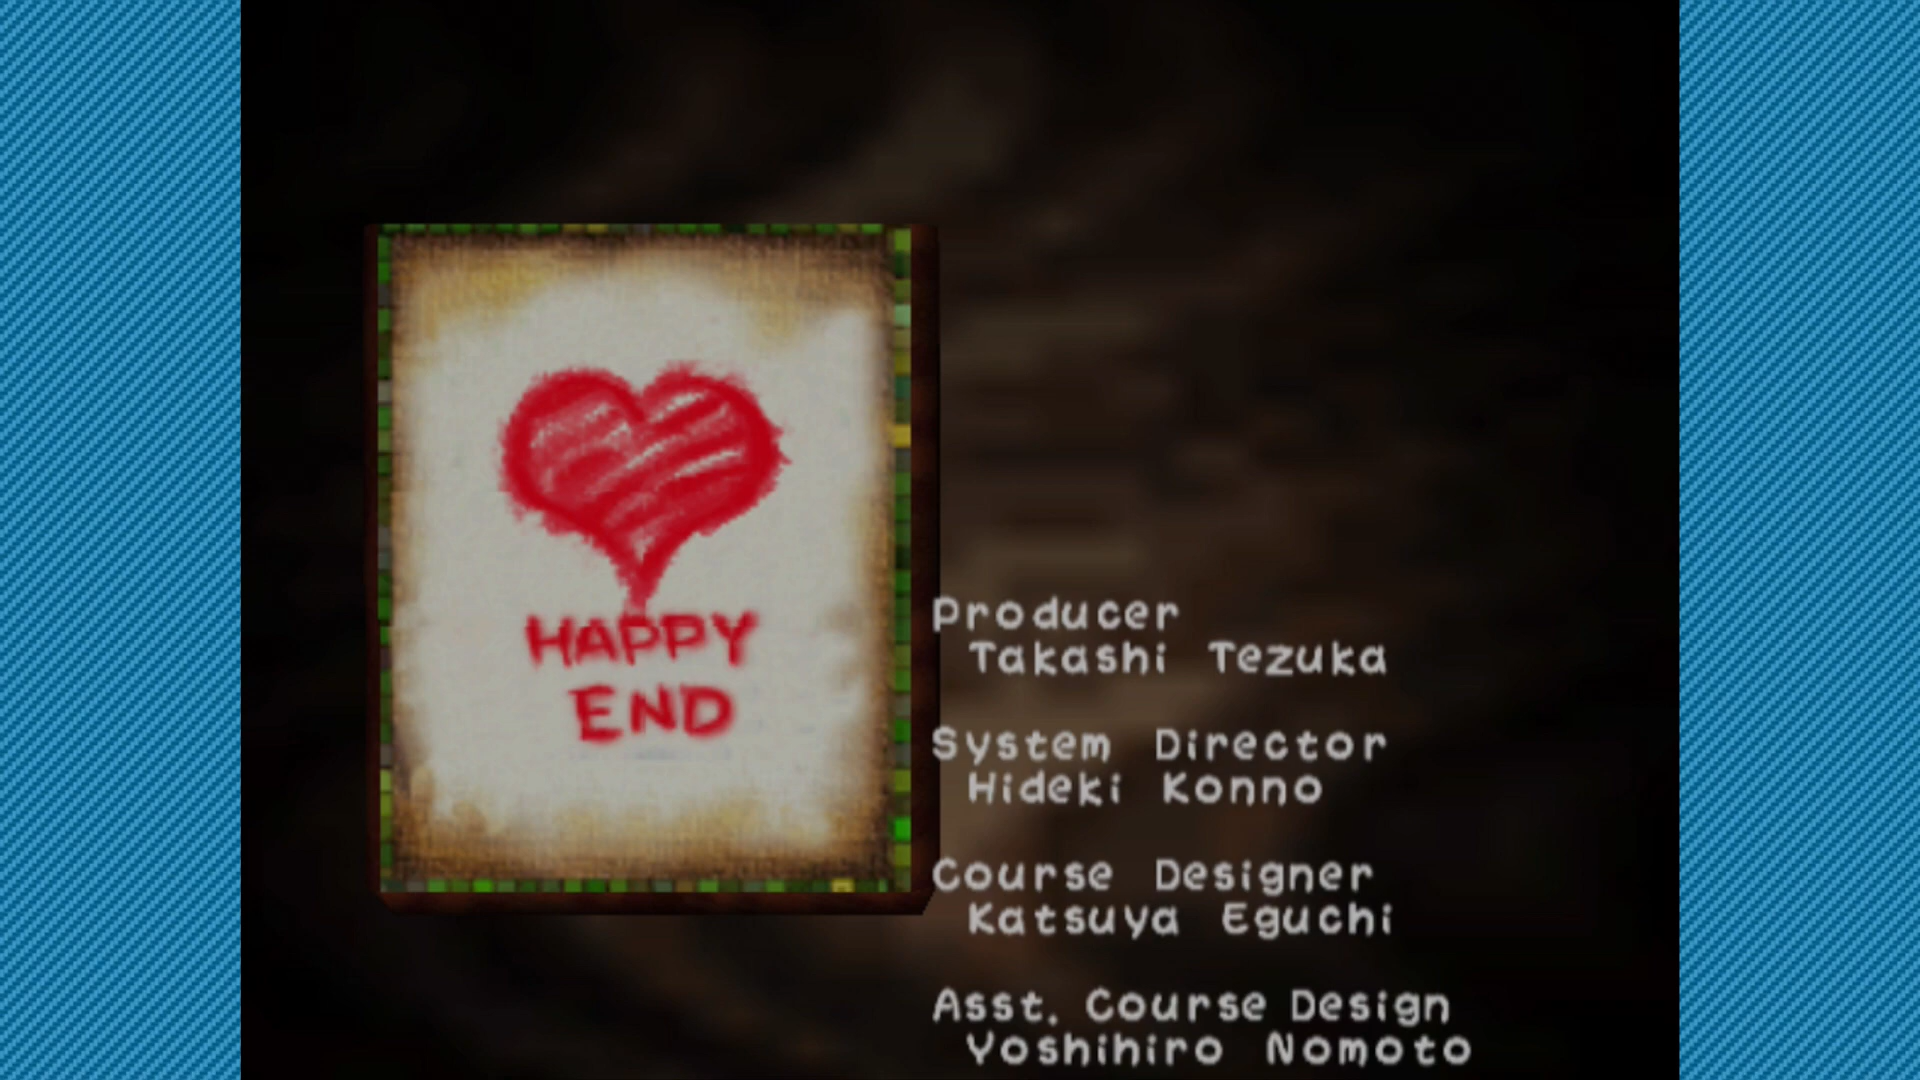 HAPPY
END
Producer
Takashi Tezuka
System Director
Hideki Konno
Course Designer
Katsuya Eguchi
Asst. Course Design
Yoshihiro Nomoto